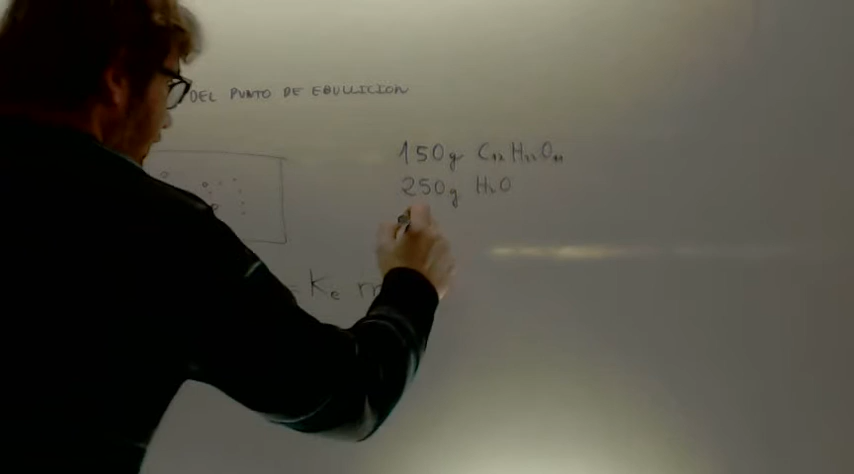 DEL PUNTO DE EBULLICION
150g C₁₂H₂₂O₁₁
250g H₂O
= Ke m